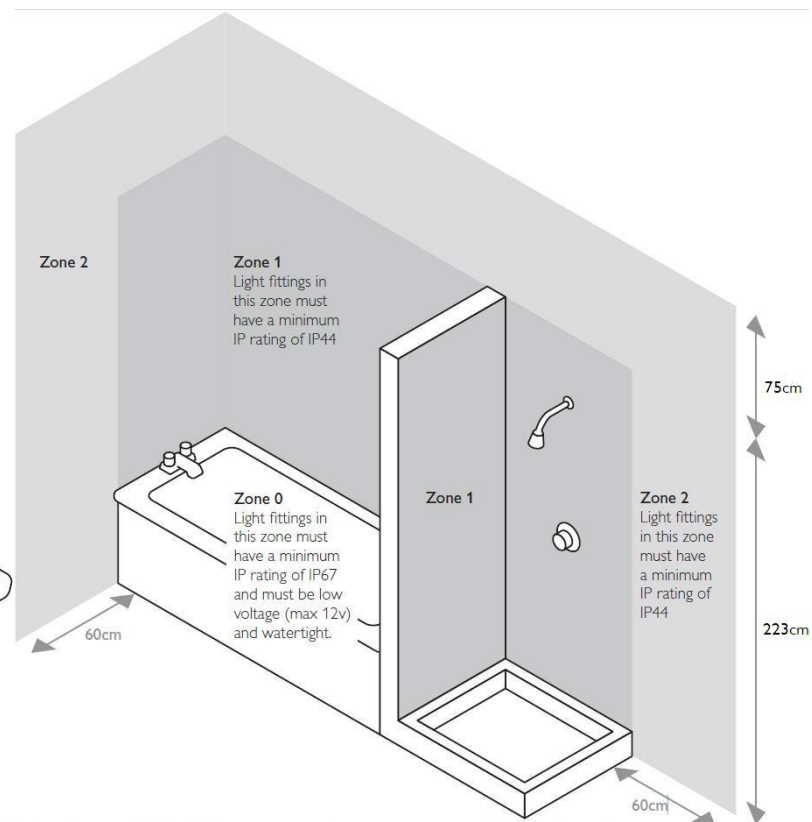 Zone 2
Zone 1
Light fittings in
this zone must
have a minimum
IP rating of IP44
Zone 0
Light fittings in
this zone must
have a minimum
IP rating of IP67
and must be low
voltage (max 12v)
and watertight.
Zone 1
Zone 2
Light fittings
in this zone
must have
a minimum
IP rating of
IP44
75cm
223cm
60cm
60cm